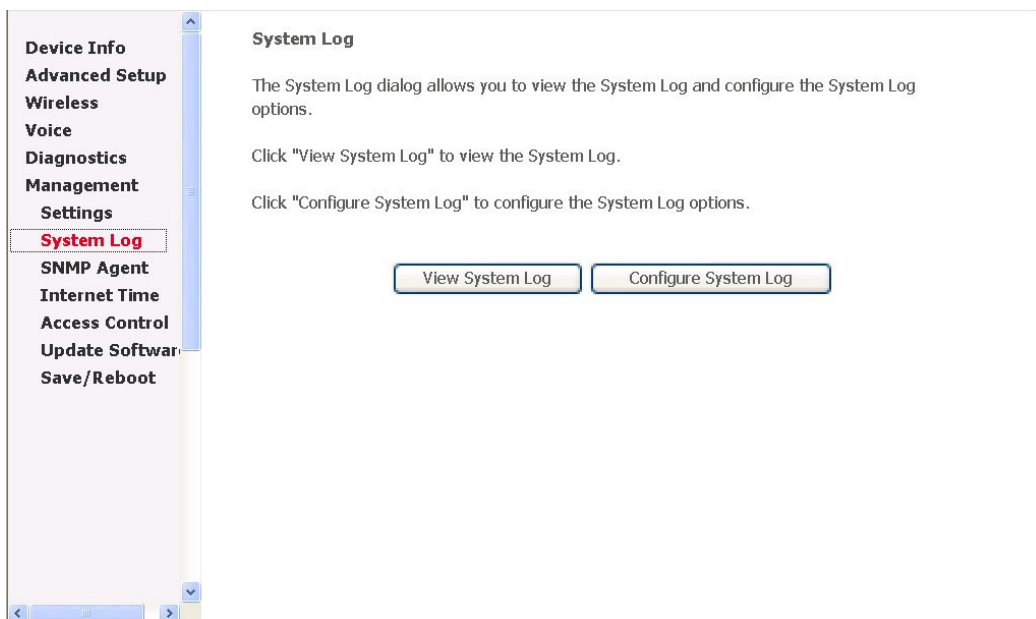 Device Info
Advanced Setup
Wireless
Voice
Diagnostics
Management
Settings
System Log
SNMP Agent
Internet Time
Access Control
Update Softwar
Save/Reboot
System Log
The System Log dialog allows you to view the System Log and configure the System Log
options.
Click "View System Log" to view the System Log.
Click "Configure System Log" to configure the System Log options.
View System Log
Configure System Log